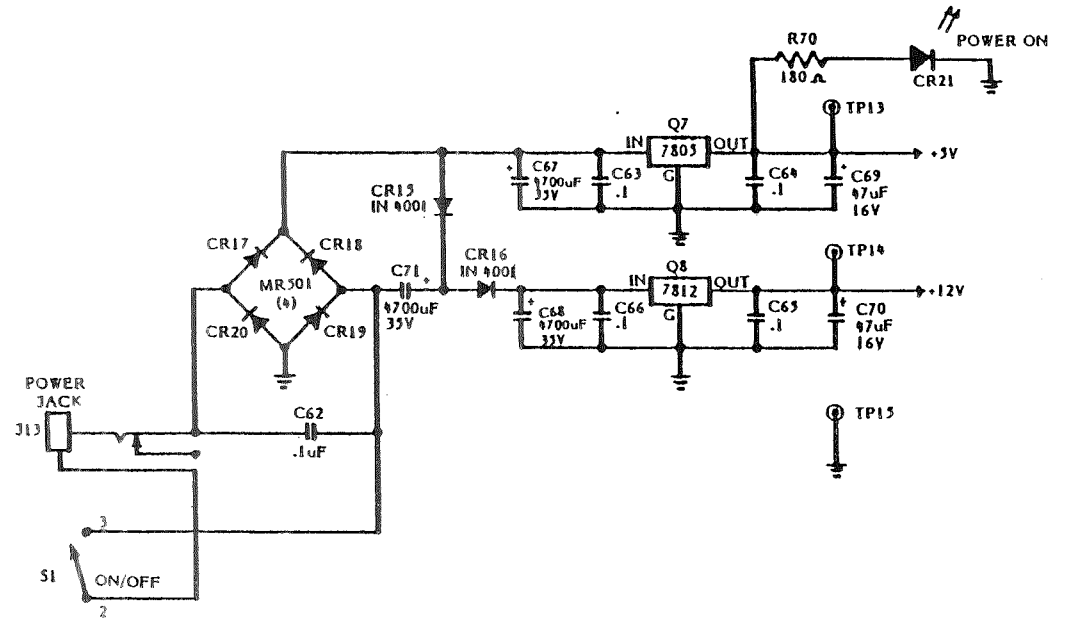 R70
180 Ω
POWER ON
CR21
TP13
Q7
IN
7805
OUT
G
+5V
C67
4700uF
35V
C63
.1
C64
.1
C69
47uF
16V
CR15
IN 4001
CR17
CR18
MR501
(4)
CR20
CR19
C71
4700uF
35V
CR16
IN 4001
TP14
Q8
IN
7812
OUT
G
+12V
C68
4700uF
35V
C66
.1
C65
.1
C70
47uF
16V
POWER
JACK
J13
C62
.1uF
TP15
3
S1
ON/OFF
2